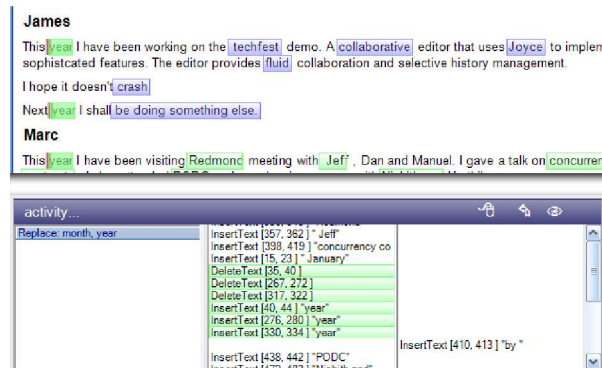 James
This year I have been working on the techfest demo. A collaborative editor that uses Joyce to implem
sophistcated features. The editor provides fluid collaboration and selective history management.
I hope it doesn't crash
Next year I shall be doing something else.
Marc
This year I have been visiting Redmond meeting with Jeff , Dan and Manuel. I gave a talk on concurren
activity...
Replace: month, year
InsertText [357, 362 ] " Jeff"
InsertText [398, 419 ] "concurrency co
InsertText [15, 23 ] " January"
DeleteText [35, 40 ]
DeleteText [267, 272 ]
DeleteText [317, 322 ]
InsertText [40, 44 ] "year"
InsertText [276, 280 ] "year"
InsertText [330, 334 ] "year"
InsertText [410, 413 ] "by "
InsertText [438, 442 ] "PODC"